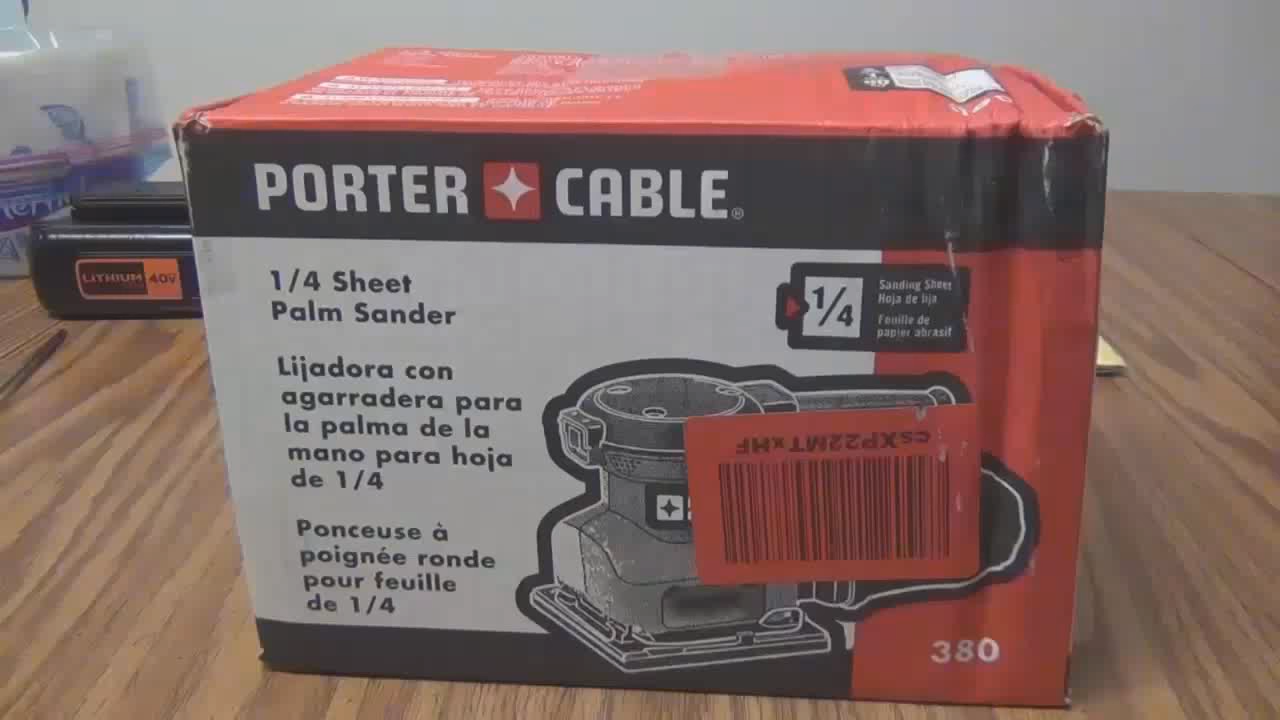 PORTER CABLE®
1/4 Sheet
Palm Sander
Lijadora con
agarradera para
la palma de la
mano para hoja
de 1/4
Ponceuse à
poignée ronde
pour feuille
de 1/4
1/4
Sanding Sheet
Hoja de lija
Feuille de
papier abrasif
csXP22MTxHF
380
LITHIUM 40V